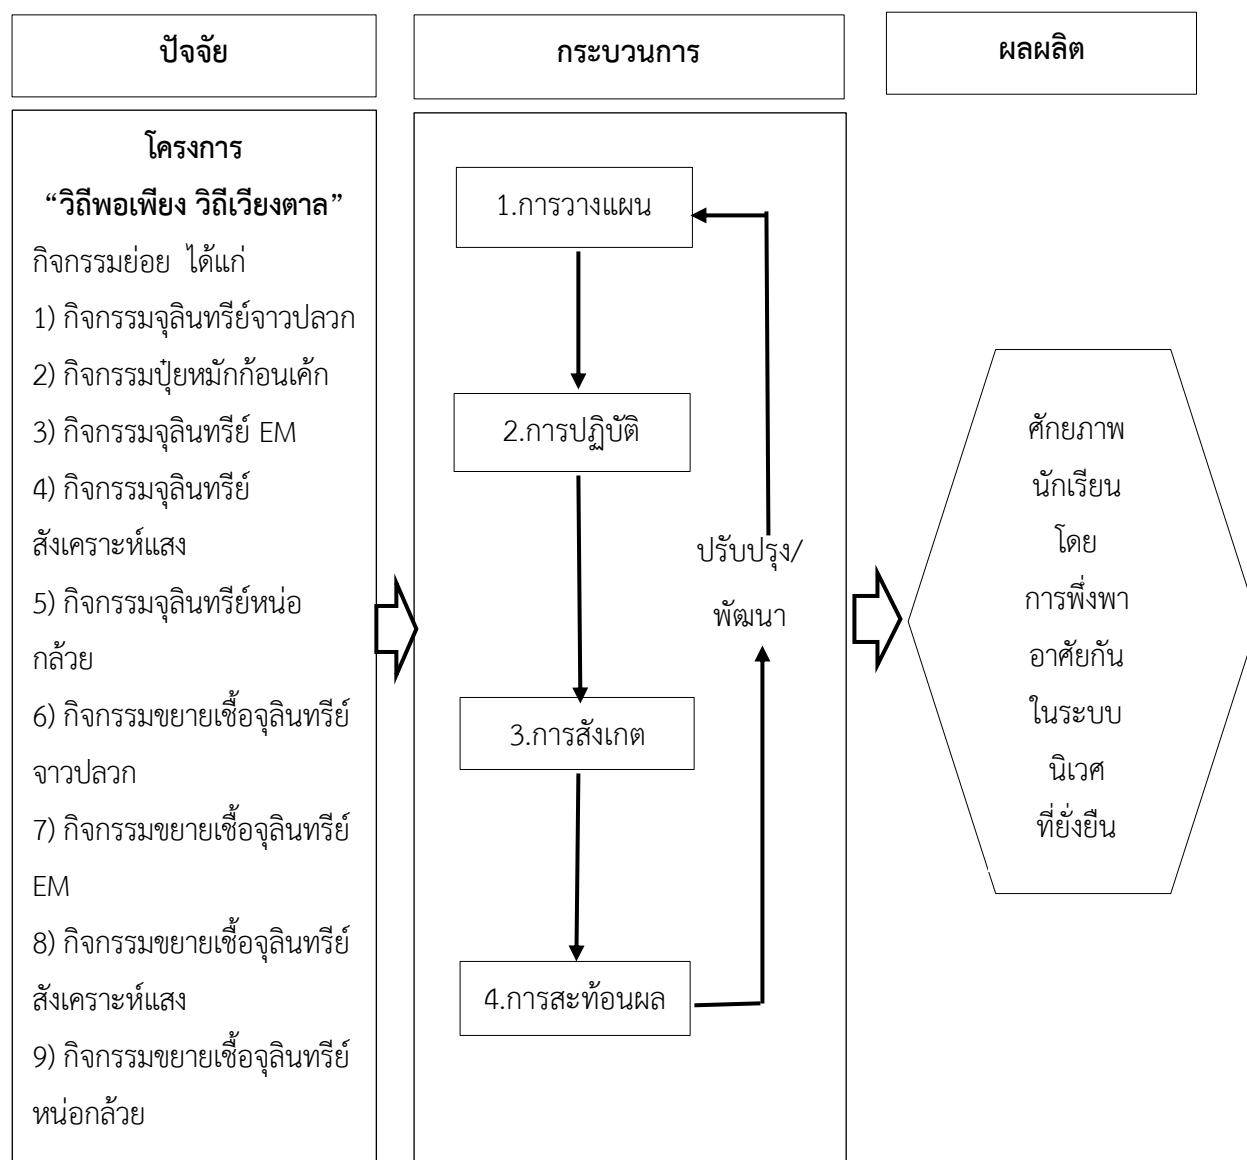 ปัจจัย
กระบวนการ
ผลผลิต
โครงการ
“วิถีพอเพียง วิถีเวียงตาล”
กิจกรรมย่อย ได้แก่
1) กิจกรรมจุลินทรีย์จาวปลวก
2) กิจกรรมปุ๋ยหมักก้อนเค้ก
3) กิจกรรมจุลินทรีย์ EM
4) กิจกรรมจุลินทรีย์
สังเคราะห์แสง
5) กิจกรรมจุลินทรีย์หน่อ
กล้วย
6) กิจกรรมขยายเชื้อจุลินทรีย์
จาวปลวก
7) กิจกรรมขยายเชื้อจุลินทรีย์
EM
8) กิจกรรมขยายเชื้อจุลินทรีย์
สังเคราะห์แสง
9) กิจกรรมขยายเชื้อจุลินทรีย์
หน่อกล้วย
1.การวางแผน
2.การปฏิบัติ
3.การสังเกต
4.การสะท้อนผล
ปรับปรุง/
พัฒนา
ศักยภาพ
นักเรียน
โดย
การพึ่งพา
อาศัยกัน
ในระบบ
นิเวศ
ที่ยั่งยืน